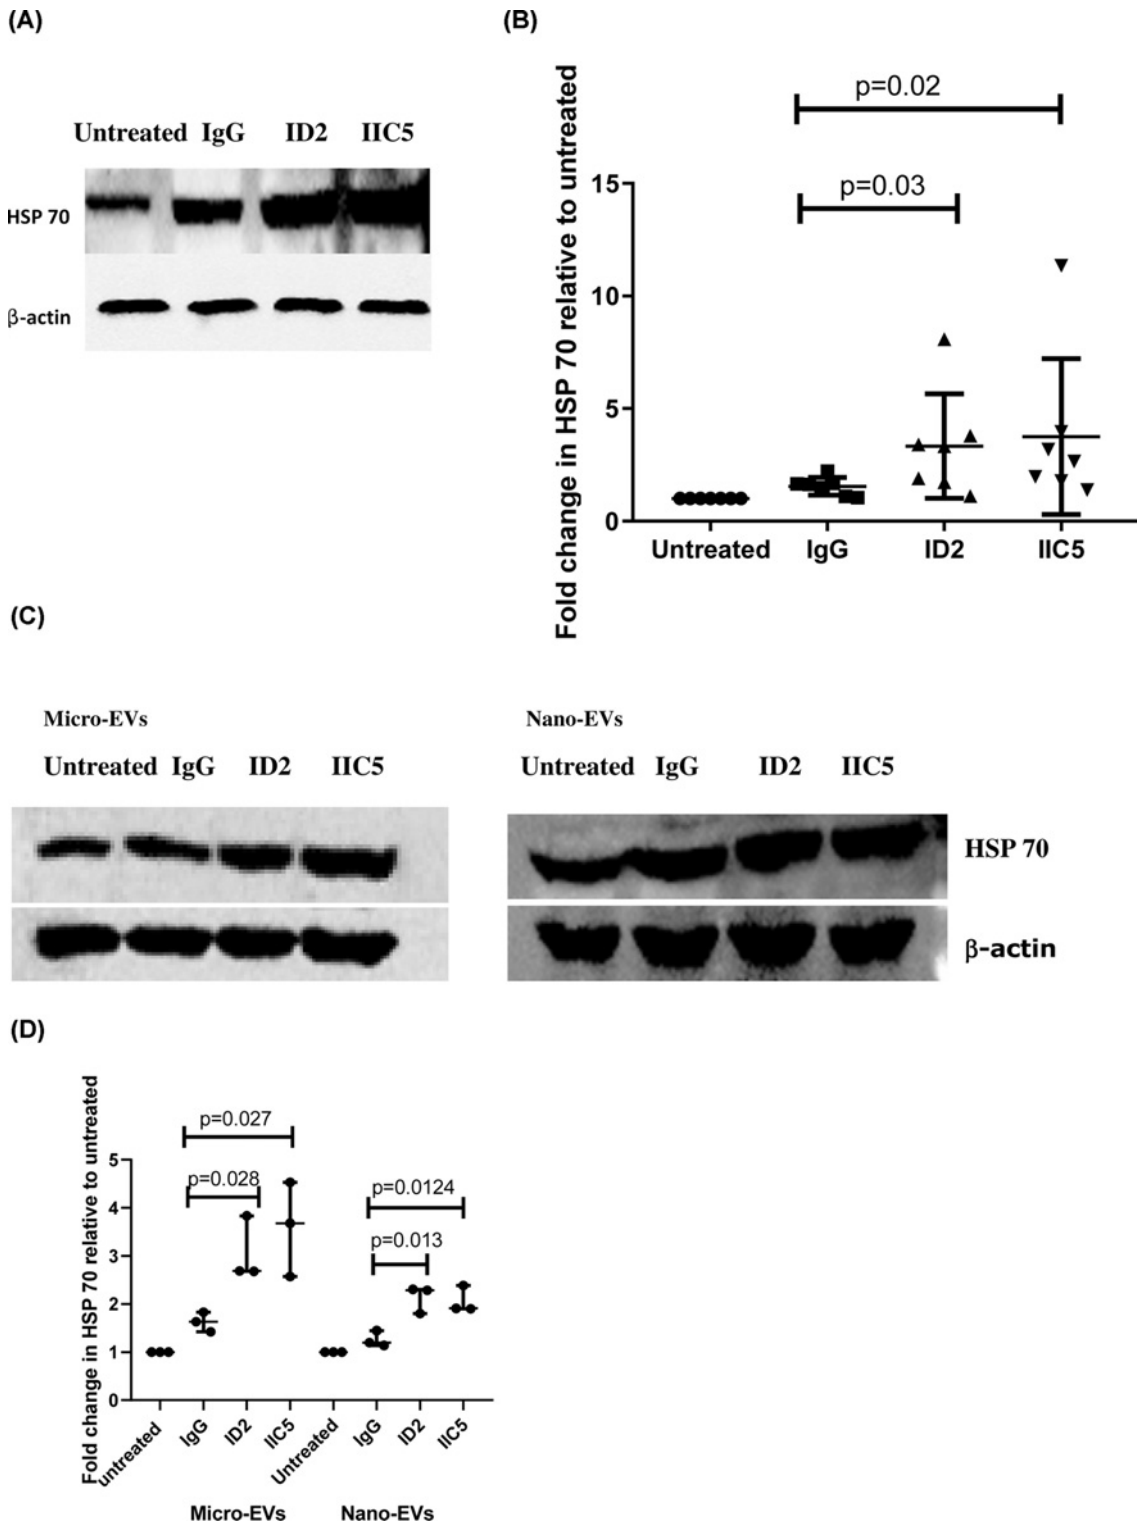 (A)
Untreated IgG ID2 IIC5
HSP 70
β-actin
(B)
Fold change in HSP 70 relative to untreated
p=0.02
p=0.03
15
10
5
0
Untreated IgG ID2 IIC5
(C)
Micro-EVs
Untreated IgG ID2 IIC5
Nano-EVs
Untreated IgG ID2 IIC5
HSP 70
β-actin
(D)
Fold change in HSP 70 relative to untreated
p=0.027
p=0.028
p=0.0124
p=0.013
5
4
3
2
1
0
untreated IgG ID2 IIC5 Untreated IgG ID2 IIC5
Micro-EVs Nano-EVs